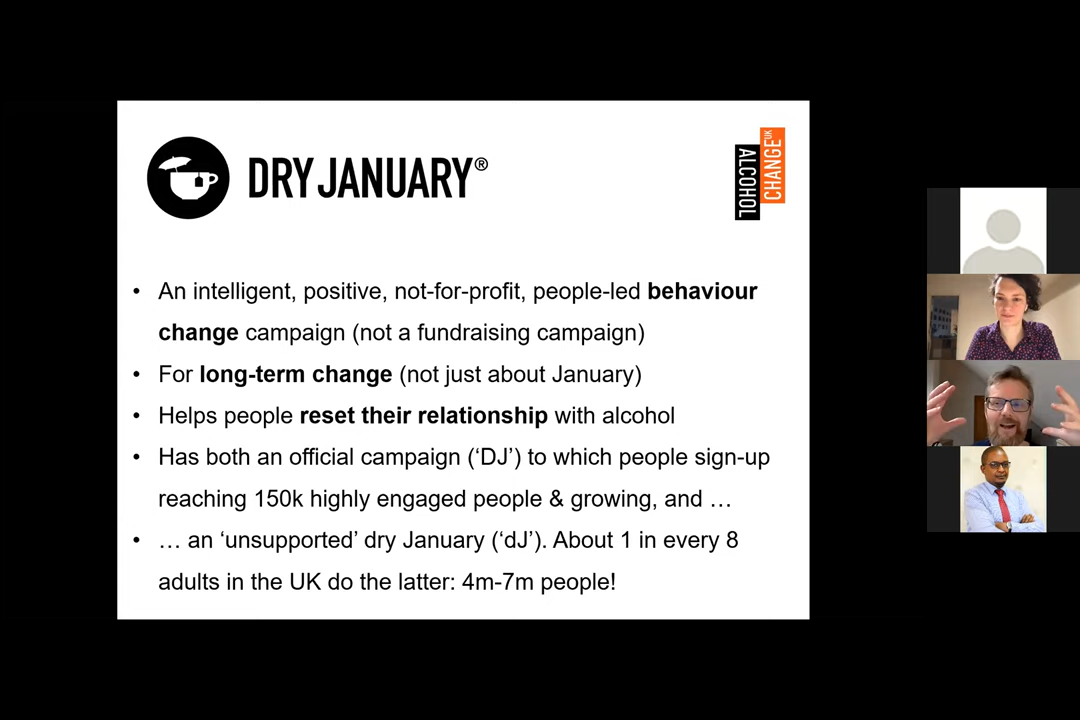 DRY JANUARY®
ALCOHOL
CHANGE UK
• An intelligent, positive, not-for-profit, people-led behaviour
change campaign (not a fundraising campaign)
• For long-term change (not just about January)
• Helps people reset their relationship with alcohol
• Has both an official campaign (‘DJ’) to which people sign-up
reaching 150k highly engaged people & growing, and …
• … an ‘unsupported’ dry January (‘dJ’). About 1 in every 8
adults in the UK do the latter: 4m-7m people!